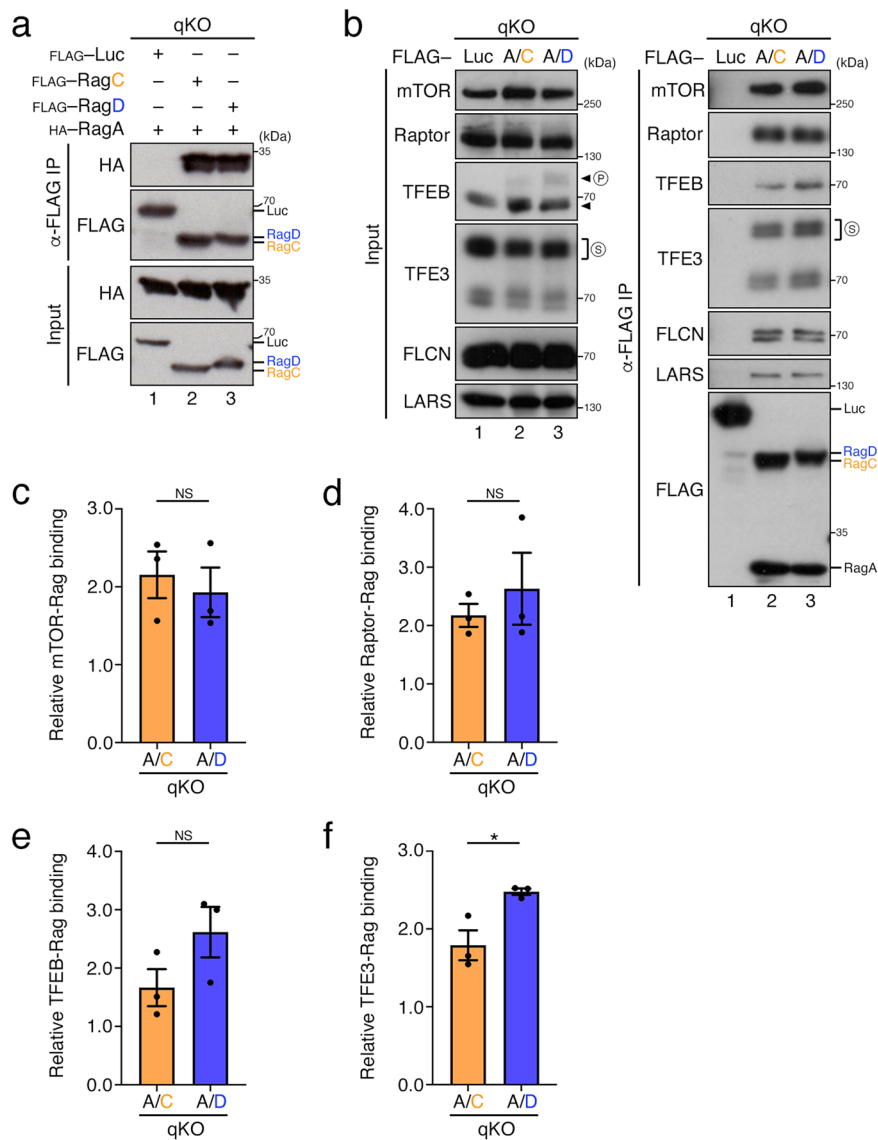 a
qKO
FLAG–Luc + – –
FLAG–RagC – + –
FLAG–RagD – – +
HA–RagA + + + (kDa)
α-FLAG IP
HA
35
FLAG
70
Luc
RagD
RagC
Input
HA
35
FLAG
70
Luc
RagD
RagC
1 2 3
b
qKO
FLAG– Luc A/C A/D (kDa)
Input
mTOR
250
Raptor
130
TFEB
P
70
TFE3
S
70
FLCN
70
LARS
130
1 2 3
qKO
Luc A/C A/D (kDa)
α-FLAG IP
mTOR
250
Raptor
130
TFEB
70
TFE3
S
70
FLCN
70
LARS
130
FLAG
Luc
RagD
RagC
35
RagA
1 2 3
c
NS
Relative mTOR-Rag binding
3.0
2.0
1.0
0.0
A/C A/D
qKO
d
NS
Relative Raptor-Rag binding
4.0
3.0
2.0
1.0
0.0
A/C A/D
qKO
e
NS
Relative TFEB-Rag binding
4.0
3.0
2.0
1.0
0.0
A/C A/D
qKO
f
*
Relative TFE3-Rag binding
3.0
2.0
1.0
0.0
A/C A/D
qKO